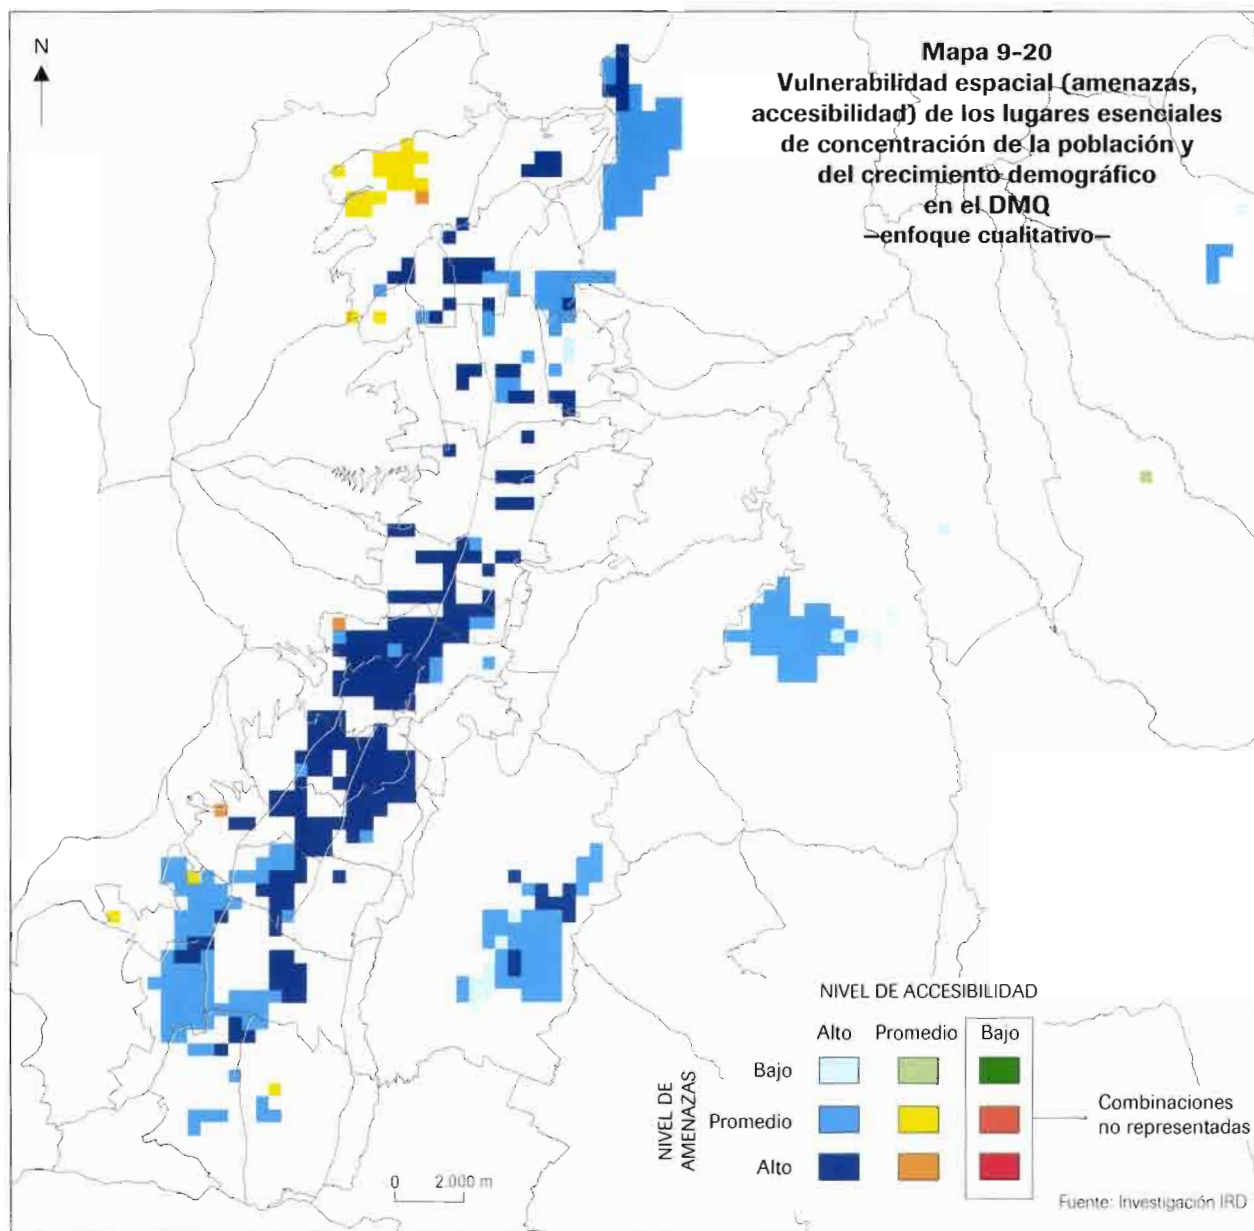 N
Mapa 9-20
Vulnerabilidad espacial (amenazas,
accesibilidad) de los lugares esenciales
de concentración de la población y
del crecimiento demográfico
en el DMQ
—enfoque cualitativo—
NIVEL DE ACCESIBILIDAD
Alto Promedio Bajo
NIVEL DE
AMENAZAS
Bajo
Promedio
Alto
Combinaciones
no representadas
0 2.000 m
Fuente: Investigación IRD